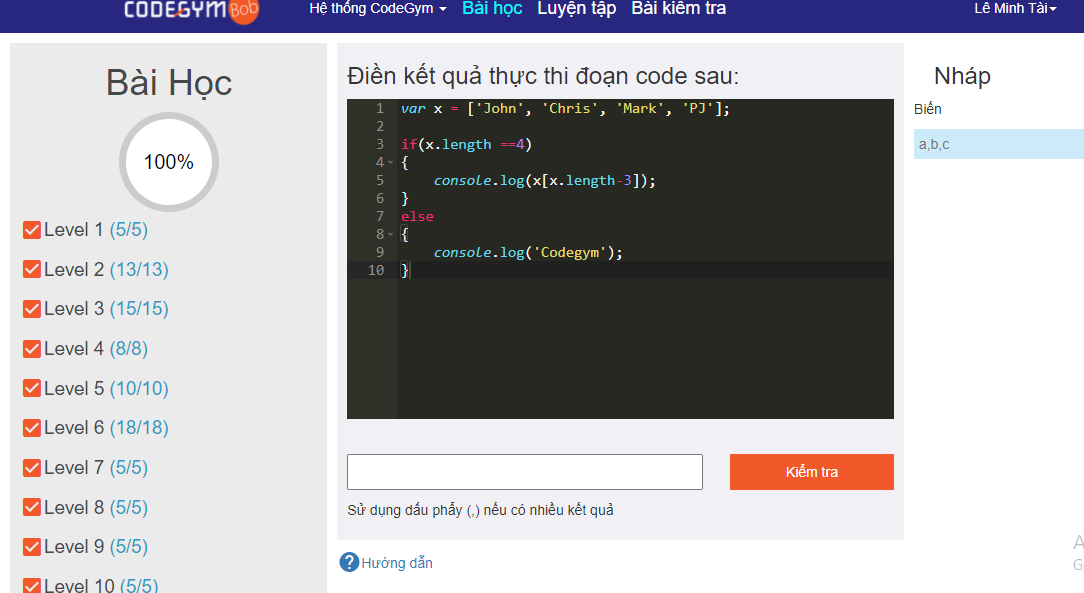 CODEGYM Bob
Hệ thống CodeGym Bài học Luyện tập Bài kiểm tra Lê Minh Tài
Bài Học
100%
Level 1 (5/5)
Level 2 (13/13)
Level 3 (15/15)
Level 4 (8/8)
Level 5 (10/10)
Level 6 (18/18)
Level 7 (5/5)
Level 8 (5/5)
Level 9 (5/5)
Level 10 (5/5)
Điền kết quả thực thi đoạn code sau:
1 var x = ['John', 'Chris', 'Mark', 'PJ'];
2
3 if(x.length ==4)
4 {
5 console.log(x[x.length-3]);
6 }
7 else
8 {
9 console.log('Codegym');
10 }
Kiểm tra
Sử dụng dấu phẩy (,) nếu có nhiều kết quả
? Hướng dẫn
Nháp
Biến
a,b,c